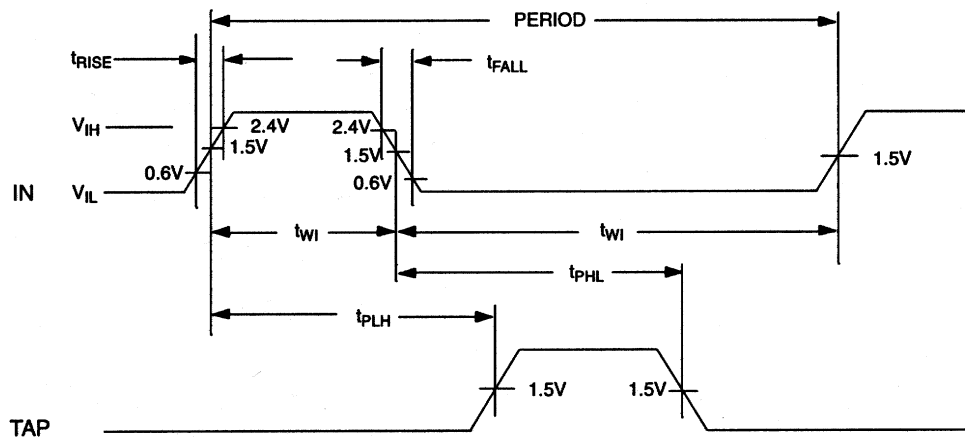 PERIOD
tRISE
tFALL
VIH
2.4V
2.4V
1.5V
1.5V
1.5V
0.6V
0.6V
IN
VIL
tWI
tWI
tPHL
tPLH
1.5V
1.5V
TAP